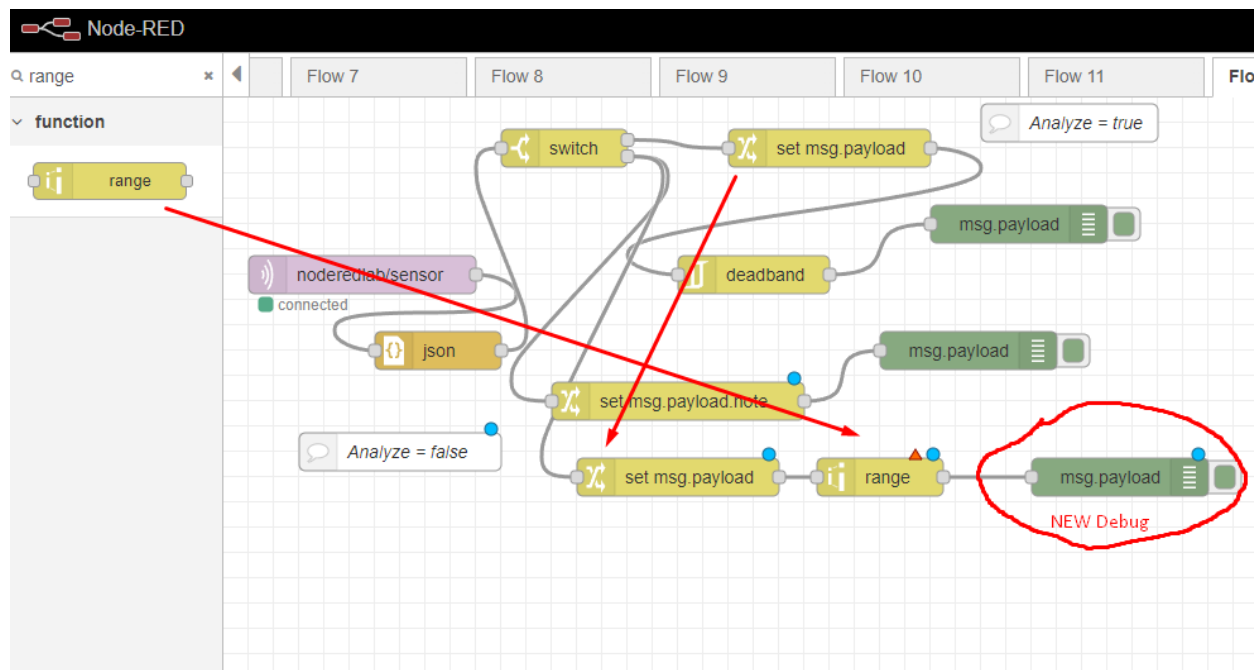 Node-RED
range
Flow 7
Flow 8
Flow 9
Flow 10
Flow 11
Flo
function
range
Analyze = true
switch
set msg.payload
msg.payload
noderedlab/sensor
deadband
connected
json
msg.payload
set msg.payload.note
Analyze = false
set msg.payload
range
msg.payload
NEW Debug